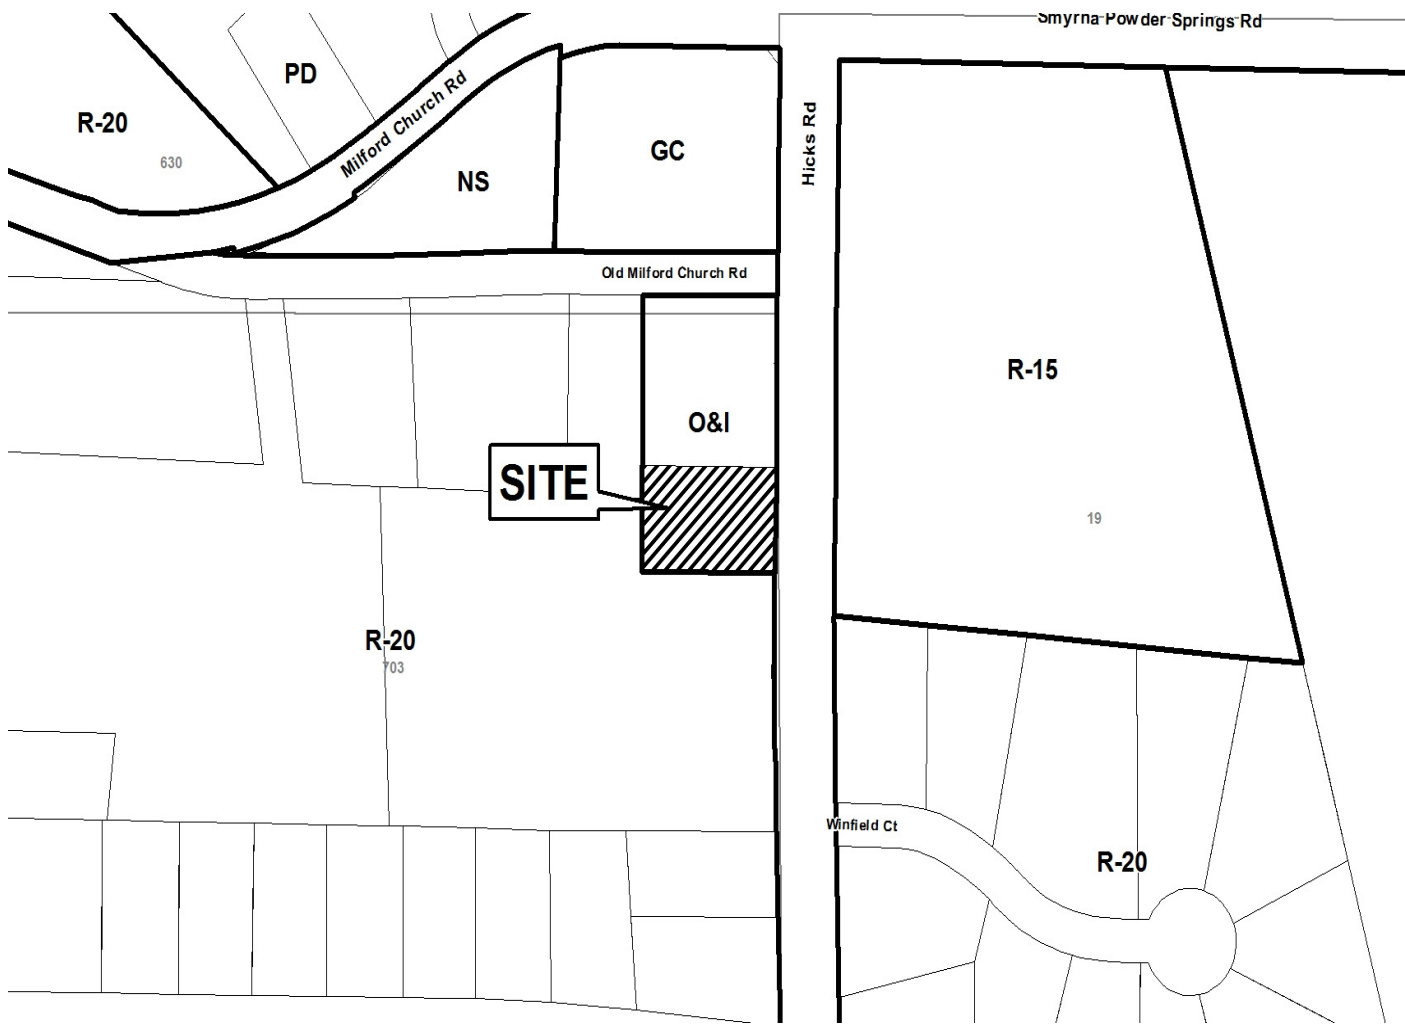 Smyrna Powder Springs Rd
PD
R-20
630
Milford Church Rd
NS
GC
Hicks Rd
Old Milford Church Rd
R-15
O&I
SITE
19
R-20
703
Winfield Ct
R-20